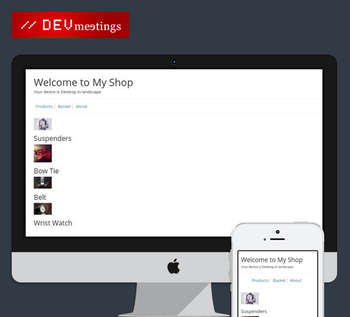 // DEVmeetings
Welcome to My Shop
Your device is Desktop in landscape
Products | Basket | About
Suspenders
Bow Tie
Belt
Wrist Watch
Welcome to My Shop
Your device is Desktop in landscape
Products | Basket | About
Suspenders